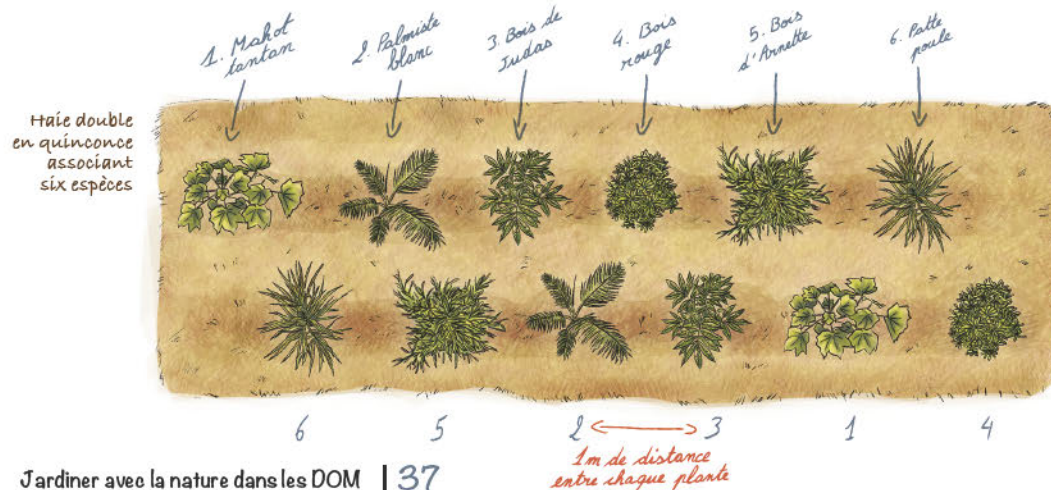 1. Mahot
tantan
2. Palmiste
blanc
3. Bois de
Judas
4. Bois
rouge
5. Bois
d'Arnette
6. Patte
poule
Haie double
en quinconce
associant
six espèces
6 5 2 3 1 4
1m de distance
entre chaque plante
Jardiner avec la nature dans les DOM | 37